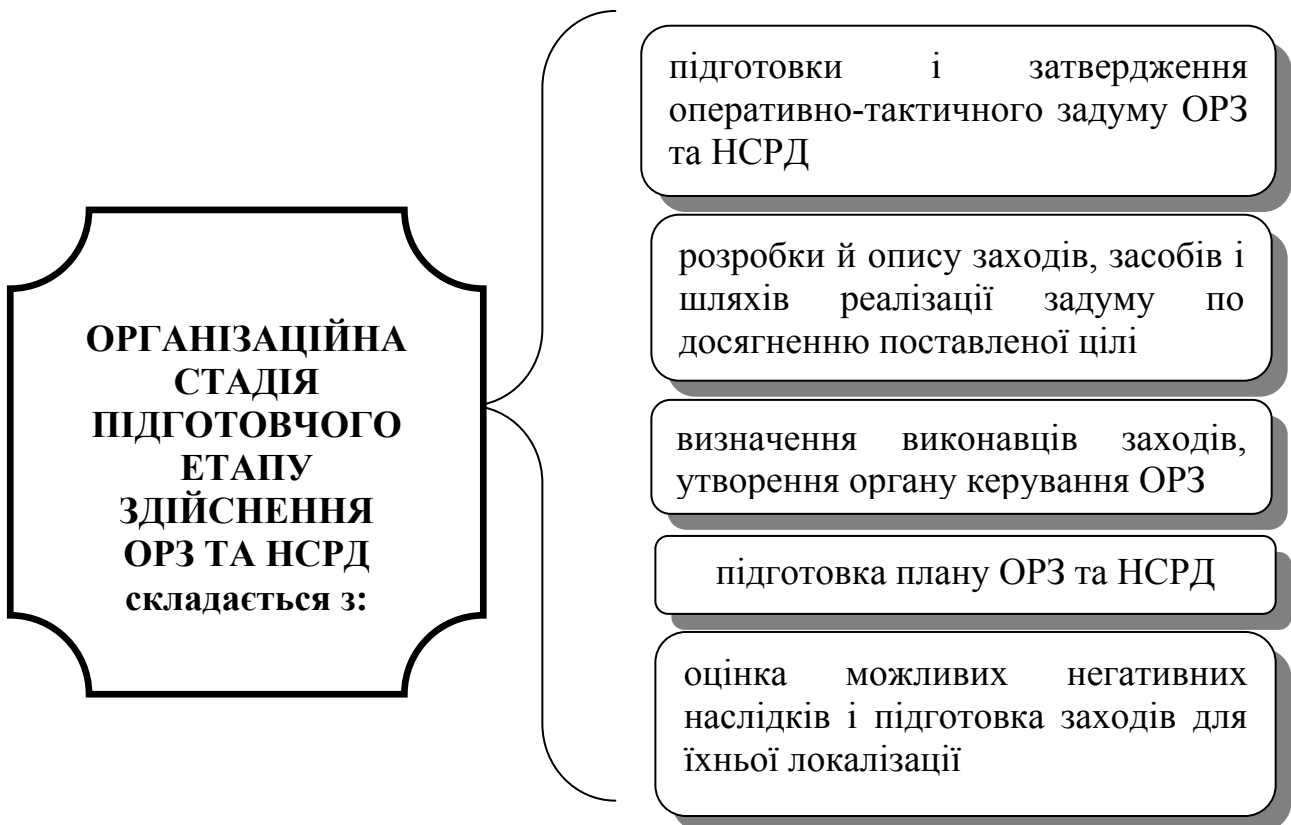 ОРГАНІЗАЦІЙНА
СТАДІЯ
ПІДГОТОВЧОГО
ЕТАПУ
ЗДІЙСНЕННЯ
ОРЗ ТА НСРД
складається з:
підготовки і затвердження
оперативно-тактичного задуму ОРЗ
та НСРД
розробки й опису заходів, засобів і
шляхів реалізації задуму по
досягненню поставленої цілі
визначення виконавців заходів,
утворення органу керування ОРЗ
підготовка плану ОРЗ та НСРД
оцінка можливих негативних
наслідків і підготовка заходів для
їхньої локалізації